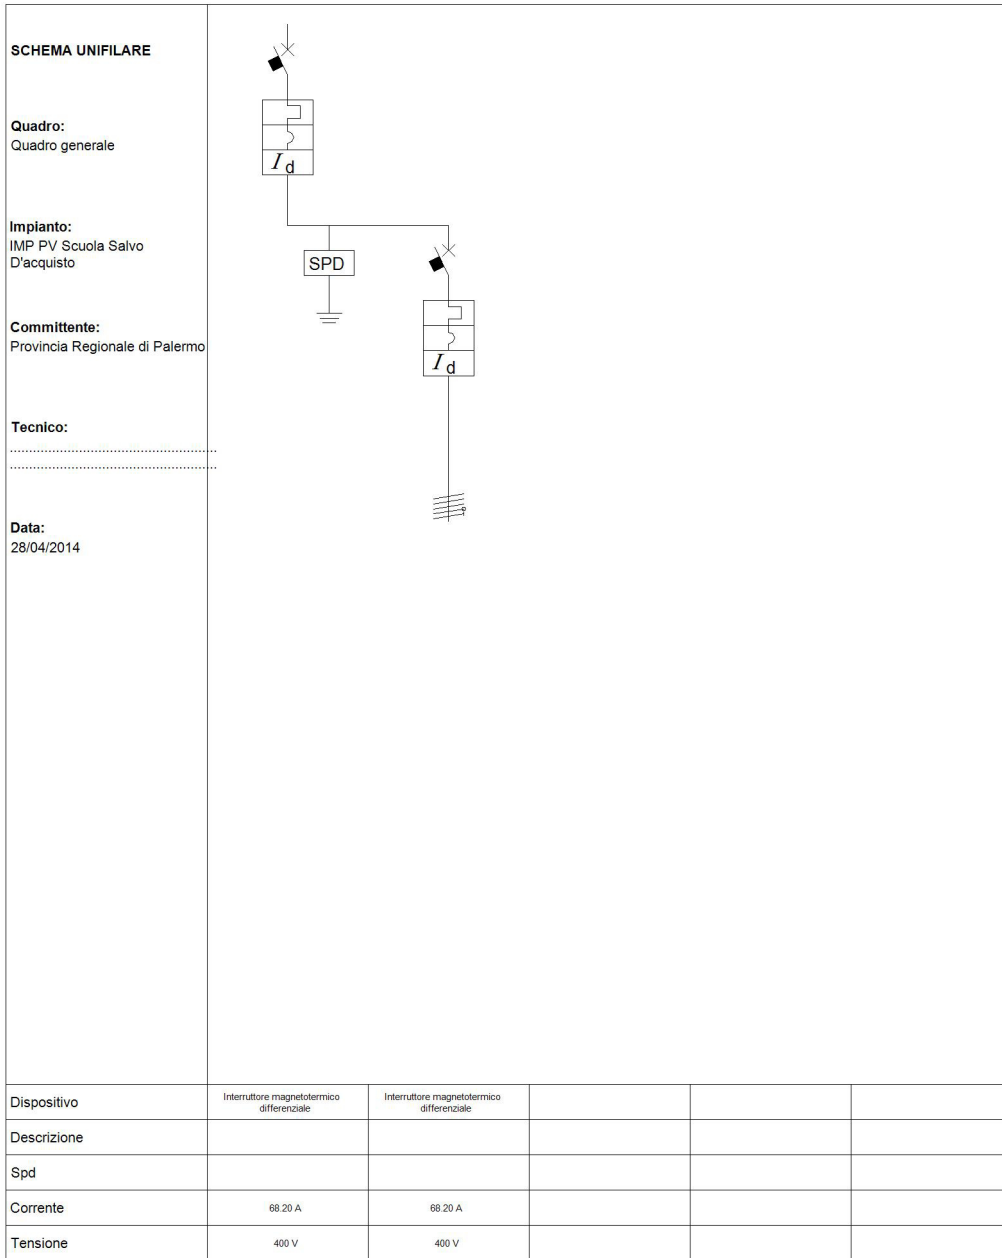 SCHEMA UNIFILARE
Quadro:
Quadro generale
Impianto:
IMP PV Scuola Salvo
D'acquisto
Committente:
Provincia Regionale di Palermo
Tecnico:
......................................................
......................................................
Data:
28/04/2014
I d
SPD
I d
Dispositivo
Interruttore magnetotermico
differenziale
Interruttore magnetotermico
differenziale
Descrizione
Spd
Corrente 68.20 A 68.20 A
Tensione 400 V 400 V